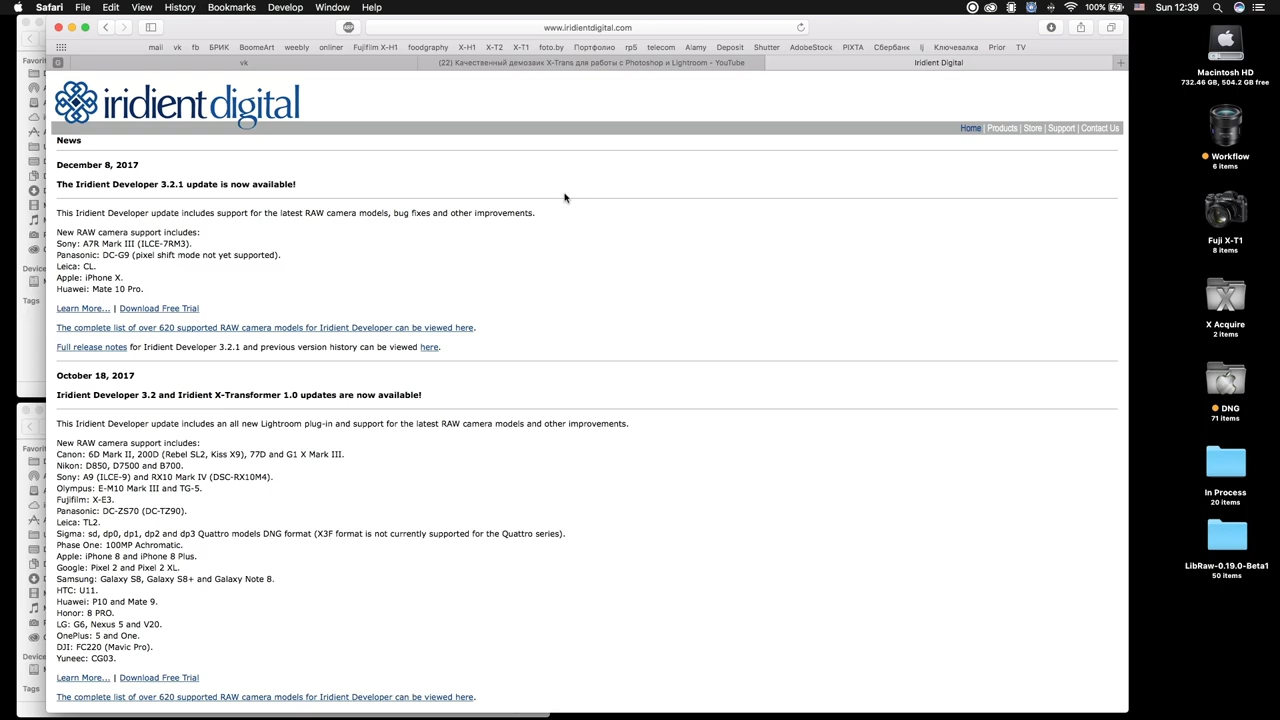 Safari File Edit View History Bookmarks Develop Window Help
100% Sun 12:39
www.iridientdigital.com
mail vk fb БРИК BoomeArt weebly onliner Fujifilm X-H1 foodgraphy X-H1 X-T2 X-T1 foto.by Портфолио rp5 telecom Alamy Deposit Shutter AdobeStock PIXTA Сбербанк lj Ключевалка Prior TV
G vk (22) Качественный демозаик X-Trans для работы с Photoshop и Lightroom - YouTube Iridient Digital
iridientdigital
Home | Products | Store | Support | Contact Us
News
December 8, 2017
The Iridient Developer 3.2.1 update is now available!
This Iridient Developer update includes support for the latest RAW camera models, bug fixes and other improvements.
New RAW camera support includes:
Sony: A7R Mark III (ILCE-7RM3).
Panasonic: DC-G9 (pixel shift mode not yet supported).
Leica: CL.
Apple: iPhone X.
Huawei: Mate 10 Pro.
Learn More... | Download Free Trial
The complete list of over 620 supported RAW camera models for Iridient Developer can be viewed here.
Full release notes for Iridient Developer 3.2.1 and previous version history can be viewed here.
October 18, 2017
Iridient Developer 3.2 and Iridient X-Transformer 1.0 updates are now available!
This Iridient Developer update includes an all new Lightroom plug-in and support for the latest RAW camera models and other improvements.
New RAW camera support includes:
Canon: 6D Mark II, 200D (Rebel SL2, Kiss X9), 77D and G1 X Mark III.
Nikon: D850, D7500 and B700.
Sony: A9 (ILCE-9) and RX10 Mark IV (DSC-RX10M4).
Olympus: E-M10 Mark III and TG-5.
Fujifilm: X-E3.
Panasonic: DC-ZS70 (DC-TZ90).
Leica: TL2.
Sigma: sd, dp0, dp1, dp2 and dp3 Quattro models DNG format (X3F format is not currently supported for the Quattro series).
Phase One: 100MP Achromatic.
Apple: iPhone 8 and iPhone 8 Plus.
Google: Pixel 2 and Pixel 2 XL.
Samsung: Galaxy S8, Galaxy S8+ and Galaxy Note 8.
HTC: U11.
Huawei: P10 and Mate 9.
Honor: 8 PRO.
LG: G6, Nexus 5 and V20.
OnePlus: 5 and One.
DJI: FC220 (Mavic Pro).
Yuneec: CG03.
Learn More... | Download Free Trial
The complete list of over 620 supported RAW camera models for Iridient Developer can be viewed here.
Favorit
Device
Tags
Favorit
Device
Tags
Macintosh HD
732.46 GB, 504.2 GB free
Workflow
6 items
Fuji X-T1
8 items
X Acquire
2 items
DNG
71 items
In Process
20 items
LibRaw-0.19.0-Beta1
50 items